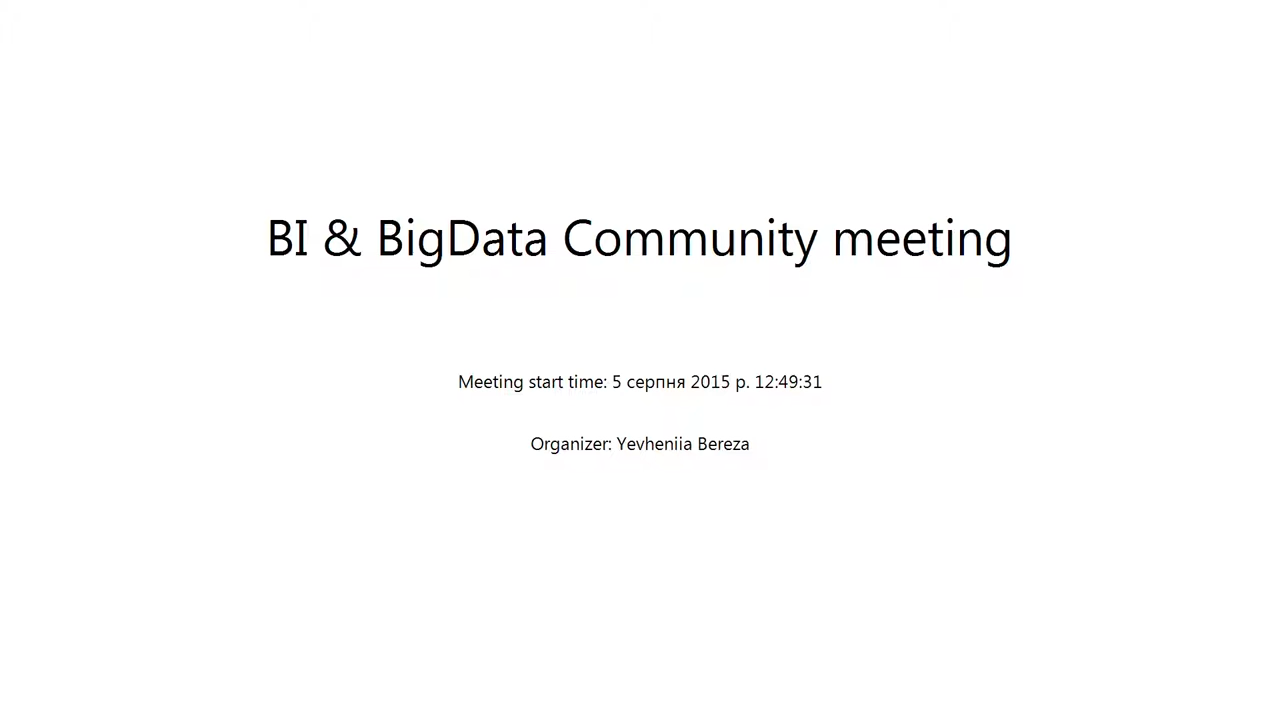 BI & BigData Community meeting
Meeting start time: 5 серпня 2015 р. 12:49:31
Organizer: Yevheniia Bereza